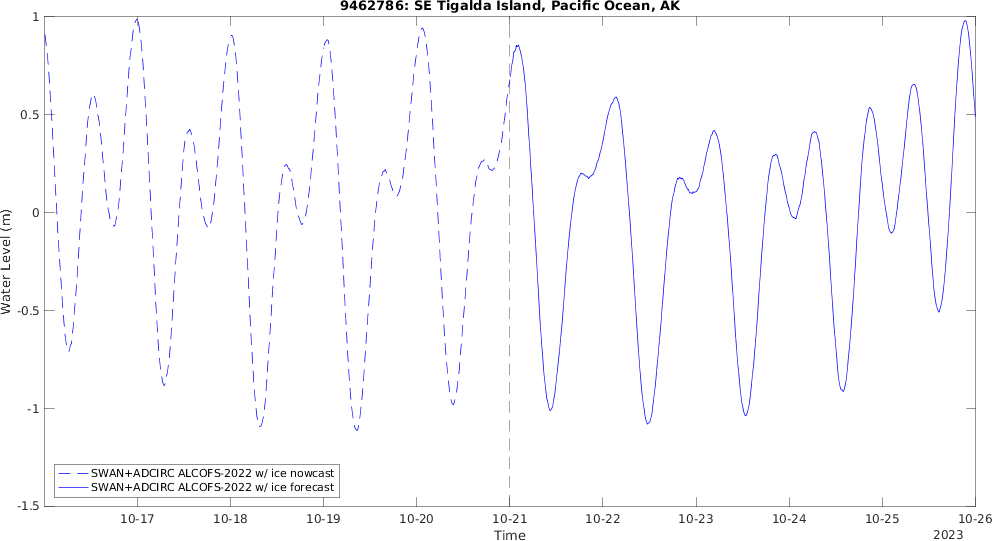 9462786: SE Tigalda Island, Pacific Ocean, AK
Water Level (m)
1
0.5
0
-0.5
-1
-1.5
SWAN+ADCIRC ALCOFS-2022 w/ ice nowcast
SWAN+ADCIRC ALCOFS-2022 w/ ice forecast
10-17 10-18 10-19 10-20 10-21 10-22 10-23 10-24 10-25 10-26
Time
2023